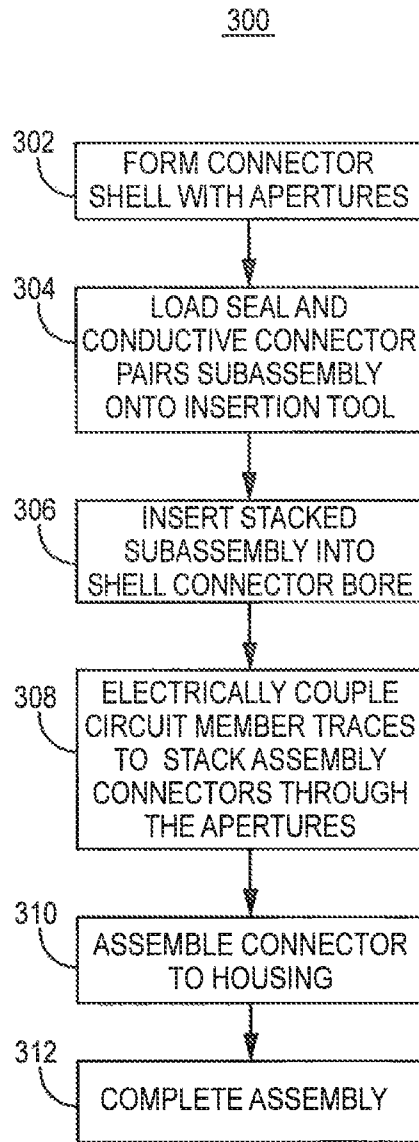 300
302
FORM CONNECTOR
SHELL WITH APERTURES
304
LOAD SEAL AND
CONDUCTIVE CONNECTOR
PAIRS SUBASSEMBLY
ONTO INSERTION TOOL
306
INSERT STACKED
SUBASSEMBLY INTO
SHELL CONNECTOR BORE
308
ELECTRICALLY COUPLE
CIRCUIT MEMBER TRACES
TO STACK ASSEMBLY
CONNECTORS THROUGH
THE APERTURES
310
ASSEMBLE CONNECTOR
TO HOUSING
312
COMPLETE ASSEMBLY